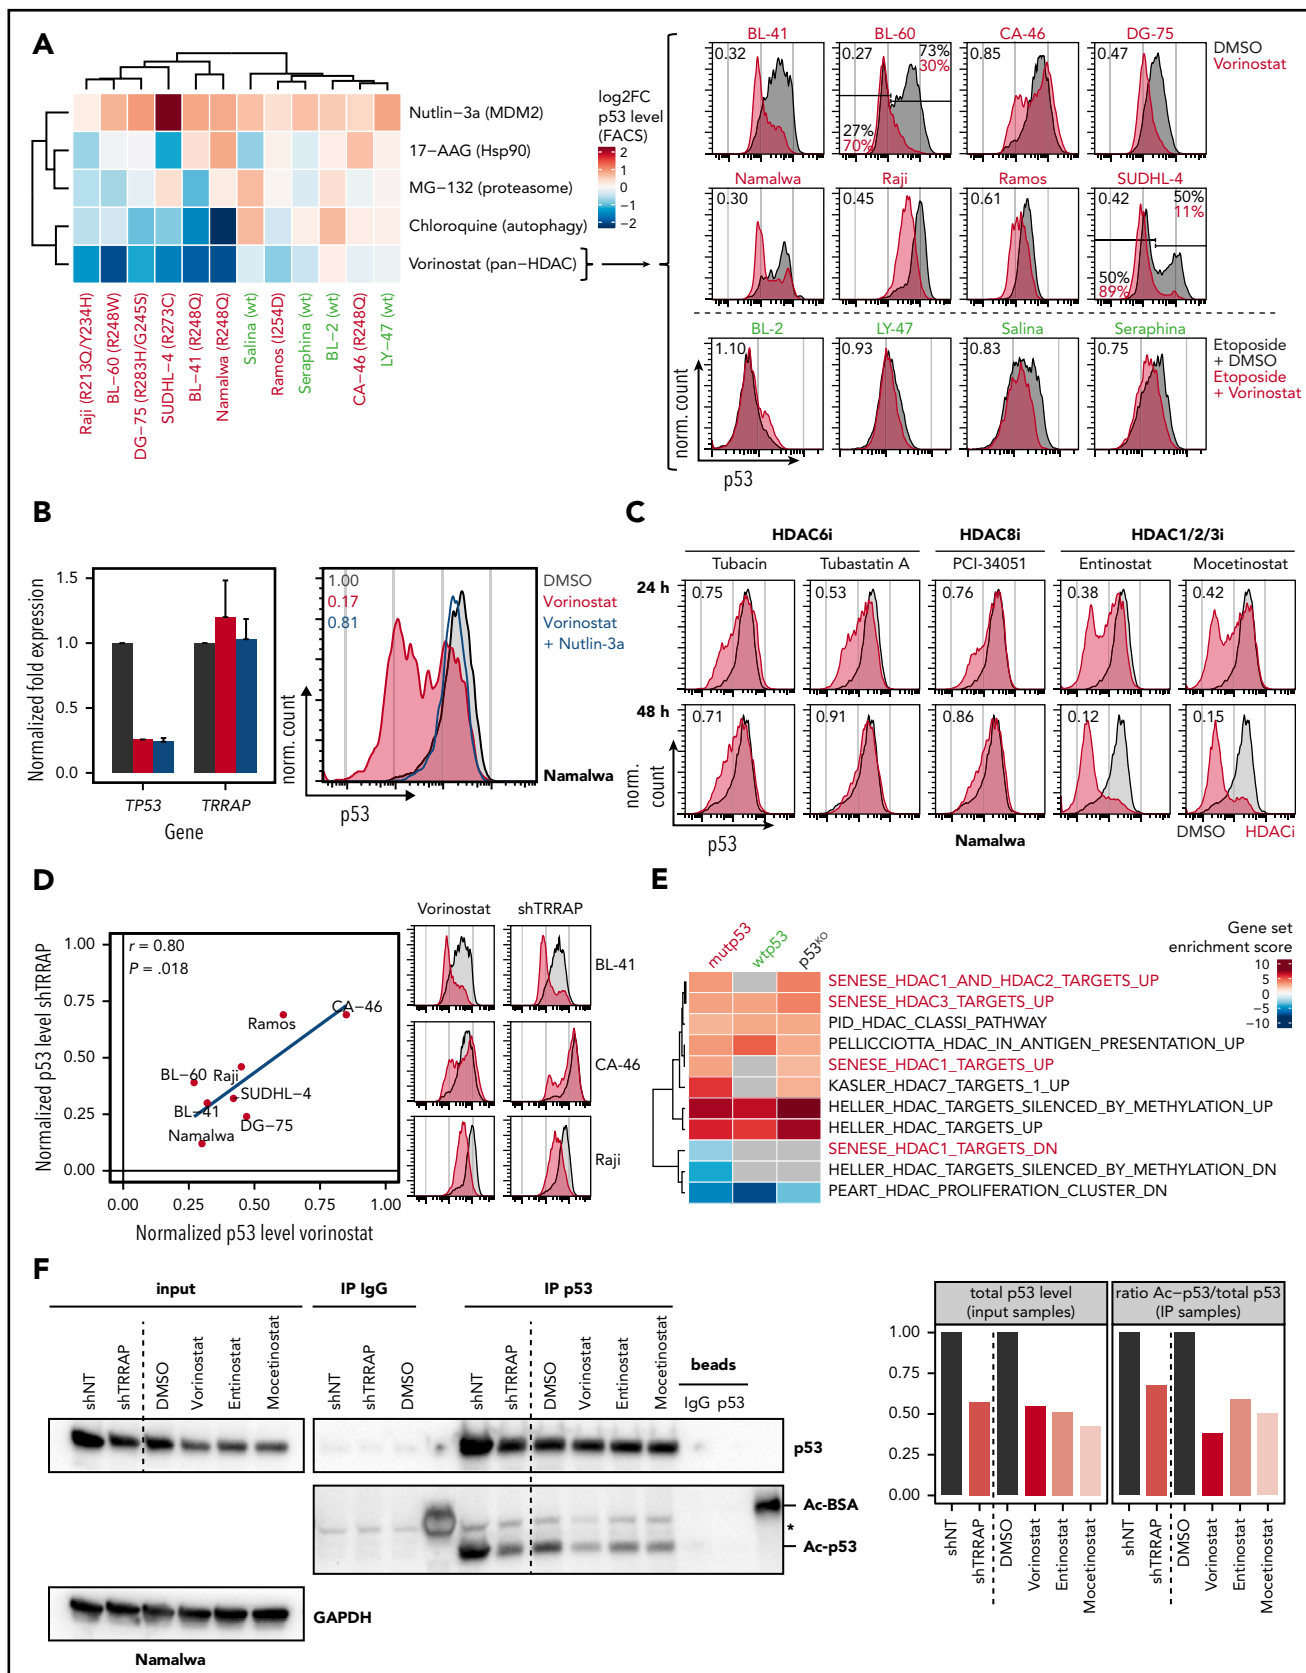 A
Nutlin−3a (MDM2)
17−AAG (Hsp90)
MG−132 (proteasome)
Chloroquine (autophagy)
Vorinostat (pan−HDAC)
log2FC
p53 level
(FACS)
2
1
0
−1
−2
Raji (R213Q/Y234H)
BL−60 (R248W)
DG−75 (R283H/G245S)
SUDHL−4 (R273C)
BL−41 (R248Q)
Namalwa (R248Q)
Salina (wt)
Ramos (I254D)
Seraphina (wt)
BL−2 (wt)
CA−46 (R248Q)
LY−47 (wt)
BL-41
BL-60
CA-46
DG-75
0.32
0.27
73%
30%
27%
70%
0.85
0.47
DMSO
Vorinostat
Namalwa
Raji
Ramos
SUDHL-4
0.30
0.45
0.61
0.42
50%
11%
50%
89%
BL-2
LY-47
Salina
Seraphina
1.10
0.93
0.83
0.75
Etoposide
+ DMSO
Etoposide
+ Vorinostat
norm. count
p53
B
Normalized fold expression
1.5
1.0
0.5
0.0
TP53
TRRAP
Gene
1.00
0.17
0.81
DMSO
Vorinostat
Vorinostat
+ Nutlin-3a
norm. count
p53
Namalwa
C
HDAC6i
HDAC8i
HDAC1/2/3i
Tubacin
Tubastatin A
PCI-34051
Entinostat
Mocetinostat
24 h
0.75
0.53
0.76
0.38
0.42
48 h
0.71
0.91
0.86
0.12
0.15
norm.
count
p53
Namalwa
DMSO
HDACi
D
Normalized p53 level shTRRAP
1.00
0.75
0.50
0.25
0.00
r = 0.80
P = .018
CA-46
Ramos
BL-60
Raji
SUDHL-4
BL-41
DG-75
Namalwa
0.00
0.25
0.50
0.75
1.00
Normalized p53 level vorinostat
Vorinostat
shTRRAP
BL-41
CA-46
Raji
E
mutp53
wtp53
p53KO
Gene set
enrichment score
10
5
0
−5
−10
SENESE_HDAC1_AND_HDAC2_TARGETS_UP
SENESE_HDAC3_TARGETS_UP
PID_HDAC_CLASSI_PATHWAY
PELLICCIOTTA_HDAC_IN_ANTIGEN_PRESENTATION_UP
SENESE_HDAC1_TARGETS_UP
KASLER_HDAC7_TARGETS_1_UP
HELLER_HDAC_TARGETS_SILENCED_BY_METHYLATION_UP
HELLER_HDAC_TARGETS_UP
SENESE_HDAC1_TARGETS_DN
HELLER_HDAC_TARGETS_SILENCED_BY_METHYLATION_DN
PEART_HDAC_PROLIFERATION_CLUSTER_DN
F
input
IP IgG
IP p53
beads
shNT
shTRRAP
DMSO
Vorinostat
Entinostat
Mocetinostat
shNT
shTRRAP
DMSO
shNT
shTRRAP
DMSO
Vorinostat
Entinostat
Mocetinostat
IgG p53
p53
Ac-BSA
*
Ac-p53
GAPDH
Namalwa
total p53 level
(input samples)
ratio Ac−p53/total p53
(IP samples)
1.00
0.75
0.50
0.25
0.00
shNT
shTRRAP
DMSO
Vorinostat
Entinostat
Mocetinostat
shNT
shTRRAP
DMSO
Vorinostat
Entinostat
Mocetinostat